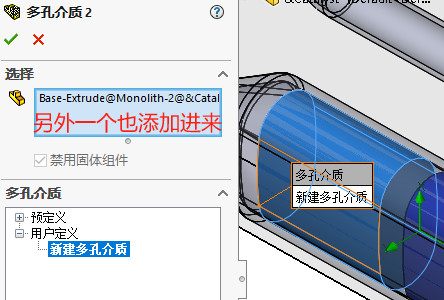 多孔介质 2
选择
Base-Extrude@Monolith-2@&Catal
另外一个也添加进来
禁用固体组件
多孔介质
预定义
用户定义
新建多孔介质
多孔介质
新建多孔介质